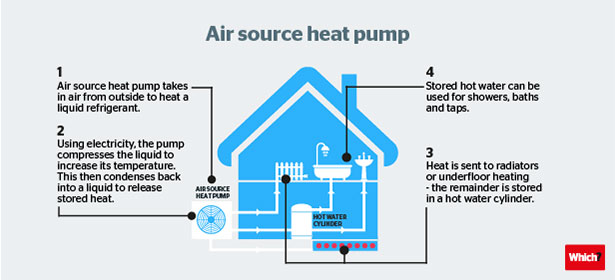 Air source heat pump
1
Air source heat pump takes
in air from outside to heat a
liquid refrigerant.
2
Using electricity, the pump
compresses the liquid to
increase its temperature.
This then condenses back
into a liquid to release
stored heat.
AIR SOURCE
HEAT PUMP
HOT WATER
CYLINDER
4
Stored hot water can be
used for showers, baths
and taps.
3
Heat is sent to radiators
or underfloor heating
- the remainder is stored
in a hot water cylinder.
Which?